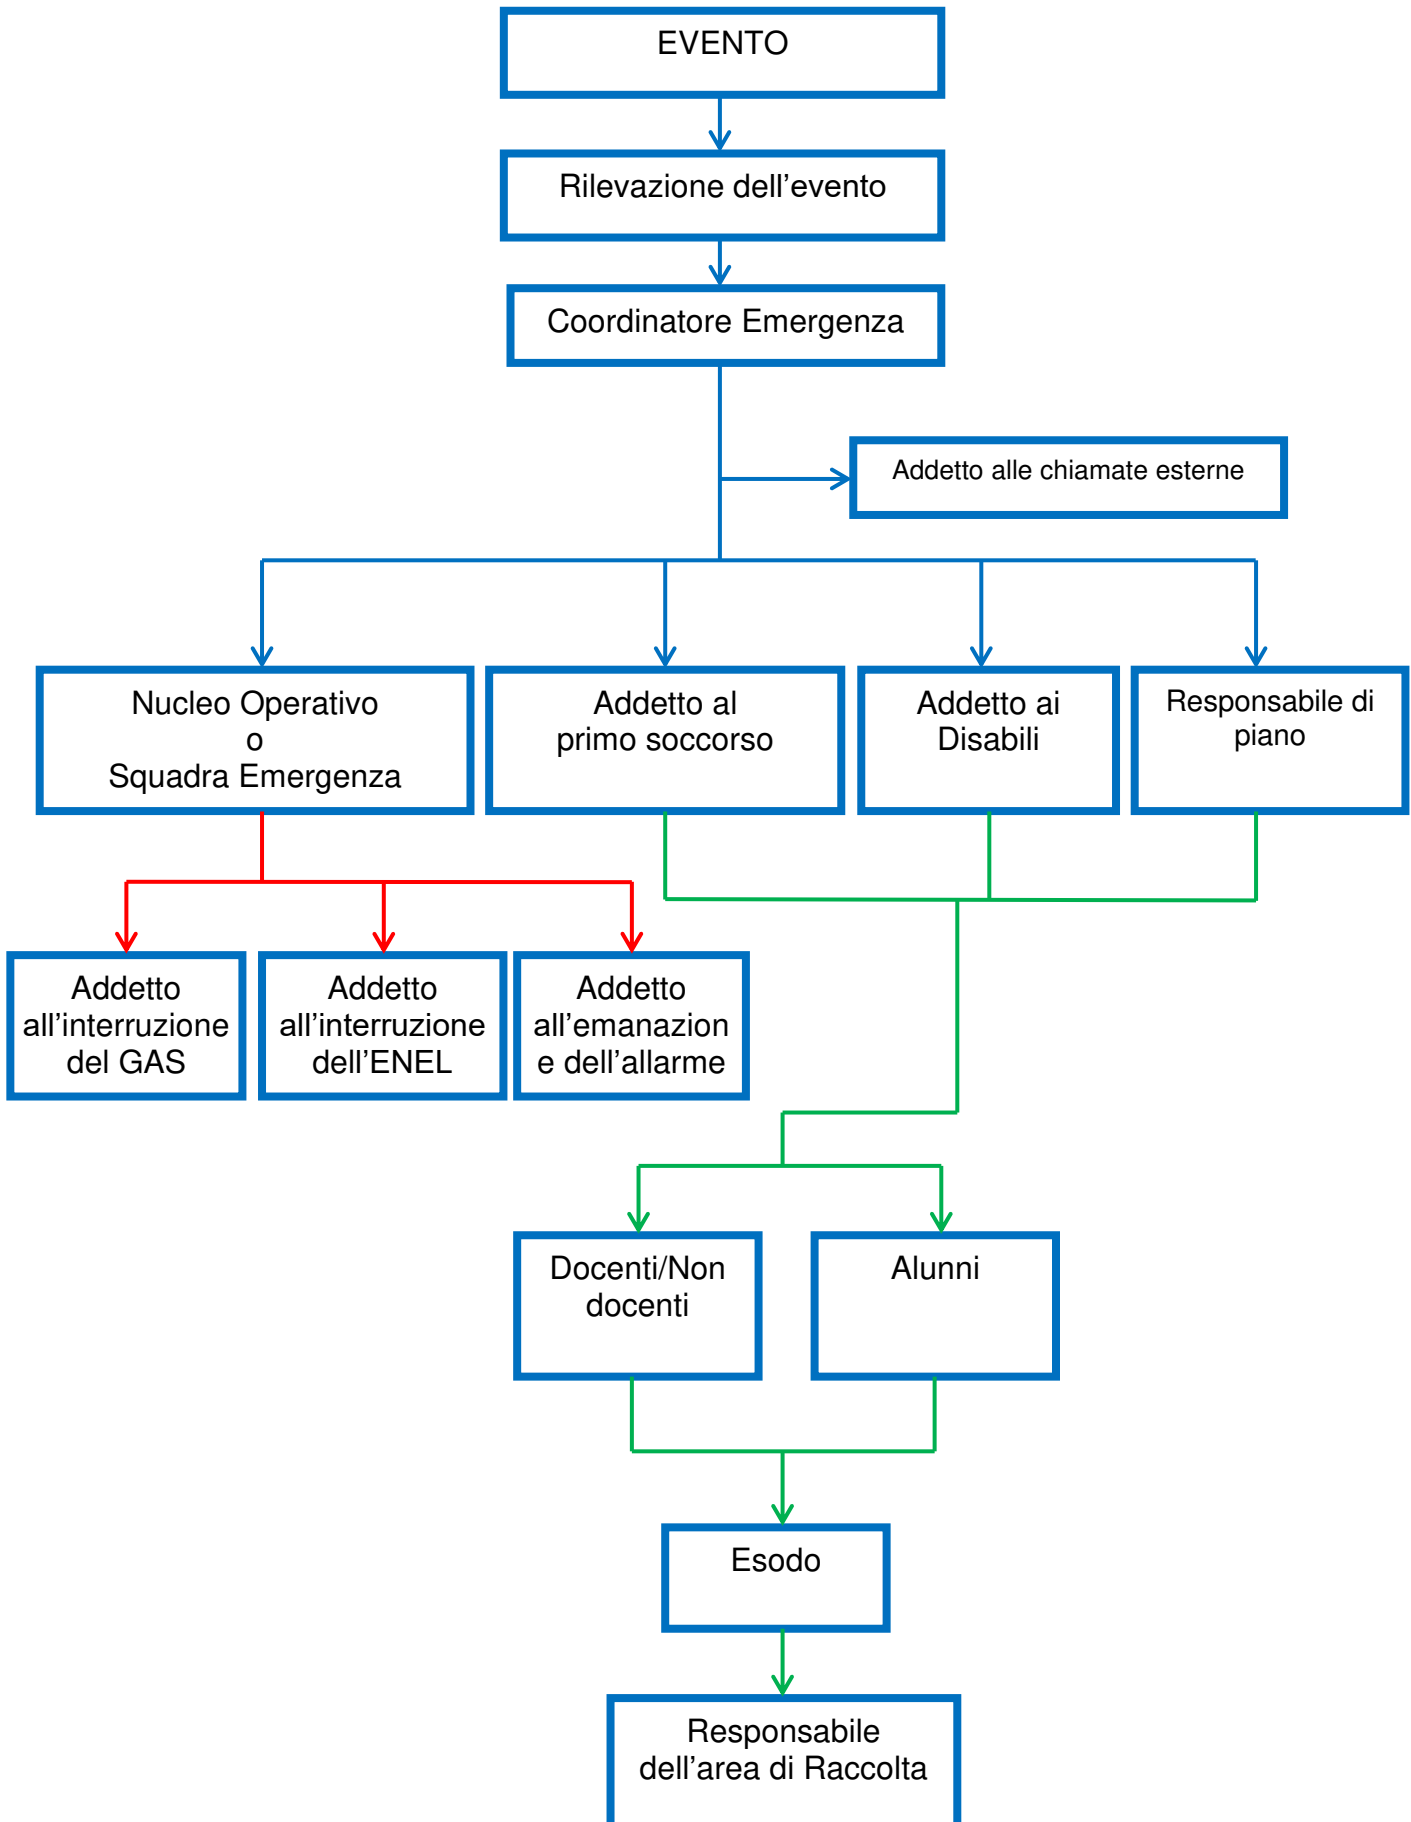 EVENTO
Rilevazione dell’evento
Coordinatore Emergenza
Addetto alle chiamate esterne
Nucleo Operativo
o
Squadra Emergenza
Addetto al
primo soccorso
Addetto ai
Disabili
Responsabile di
piano
Addetto
all’interruzione
del GAS
Addetto
all’interruzione
dell’ENEL
Addetto
all’emanazion
e dell’allarme
Docenti/Non
docenti
Alunni
Esodo
Responsabile
dell’area di Raccolta